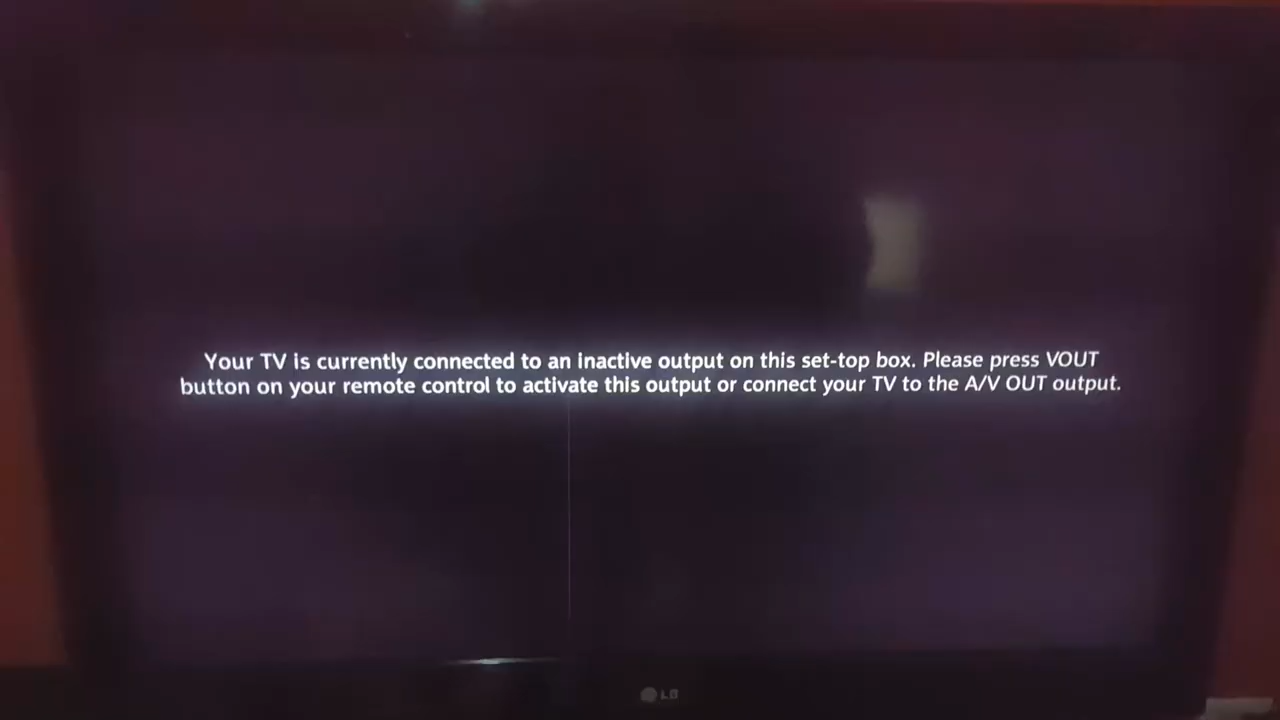 Your TV is currently connected to an inactive output on this set-top box. Please press VOUT
button on your remote control to activate this output or connect your TV to the A/V OUT output.
LG